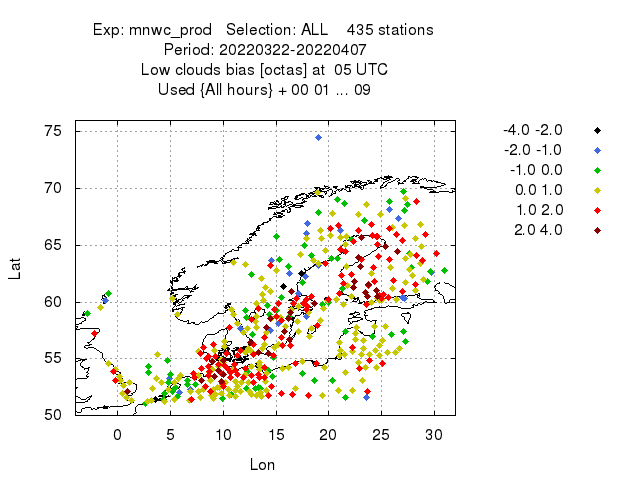 Exp: mnwc_prod   Selection: ALL    435 stations
Period: 20220322-20220407
Low clouds bias [octas] at  05 UTC
Used {All hours} + 00 01 ... 09
-4.0 -2.0
-2.0 -1.0
-1.0 0.0
0.0 1.0
1.0 2.0
2.0 4.0
75
70
65
60
55
50
Lat
0 5 10 15 20 25 30
Lon